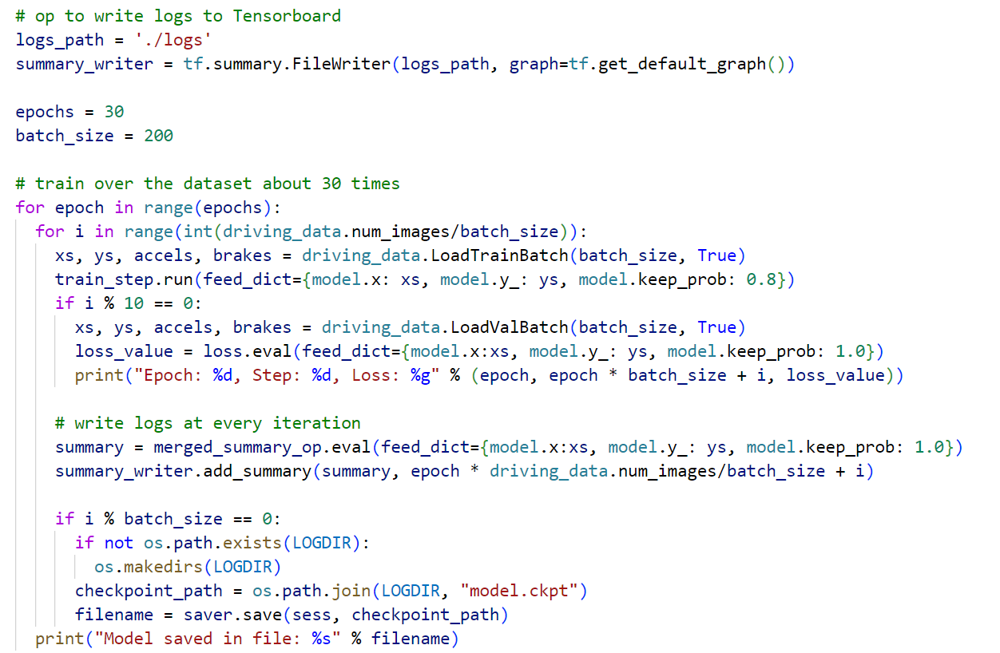 # op to write logs to Tensorboard
logs_path = './logs'
summary_writer = tf.summary.FileWriter(logs_path, graph=tf.get_default_graph())

epochs = 30
batch_size = 200

# train over the dataset about 30 times
for epoch in range(epochs):
  for i in range(int(driving_data.num_images/batch_size)):
    xs, ys, accels, brakes = driving_data.LoadTrainBatch(batch_size, True)
    train_step.run(feed_dict={model.x: xs, model.y_: ys, model.keep_prob: 0.8})
    if i % 10 == 0:
      xs, ys, accels, brakes = driving_data.LoadValBatch(batch_size, True)
      loss_value = loss.eval(feed_dict={model.x:xs, model.y_: ys, model.keep_prob: 1.0})
      print("Epoch: %d, Step: %d, Loss: %g" % (epoch, epoch * batch_size + i, loss_value))

    # write logs at every iteration
    summary = merged_summary_op.eval(feed_dict={model.x:xs, model.y_: ys, model.keep_prob: 1.0})
    summary_writer.add_summary(summary, epoch * driving_data.num_images/batch_size + i)

    if i % batch_size == 0:
      if not os.path.exists(LOGDIR):
        os.makedirs(LOGDIR)
      checkpoint_path = os.path.join(LOGDIR, "model.ckpt")
      filename = saver.save(sess, checkpoint_path)
  print("Model saved in file: %s" % filename)